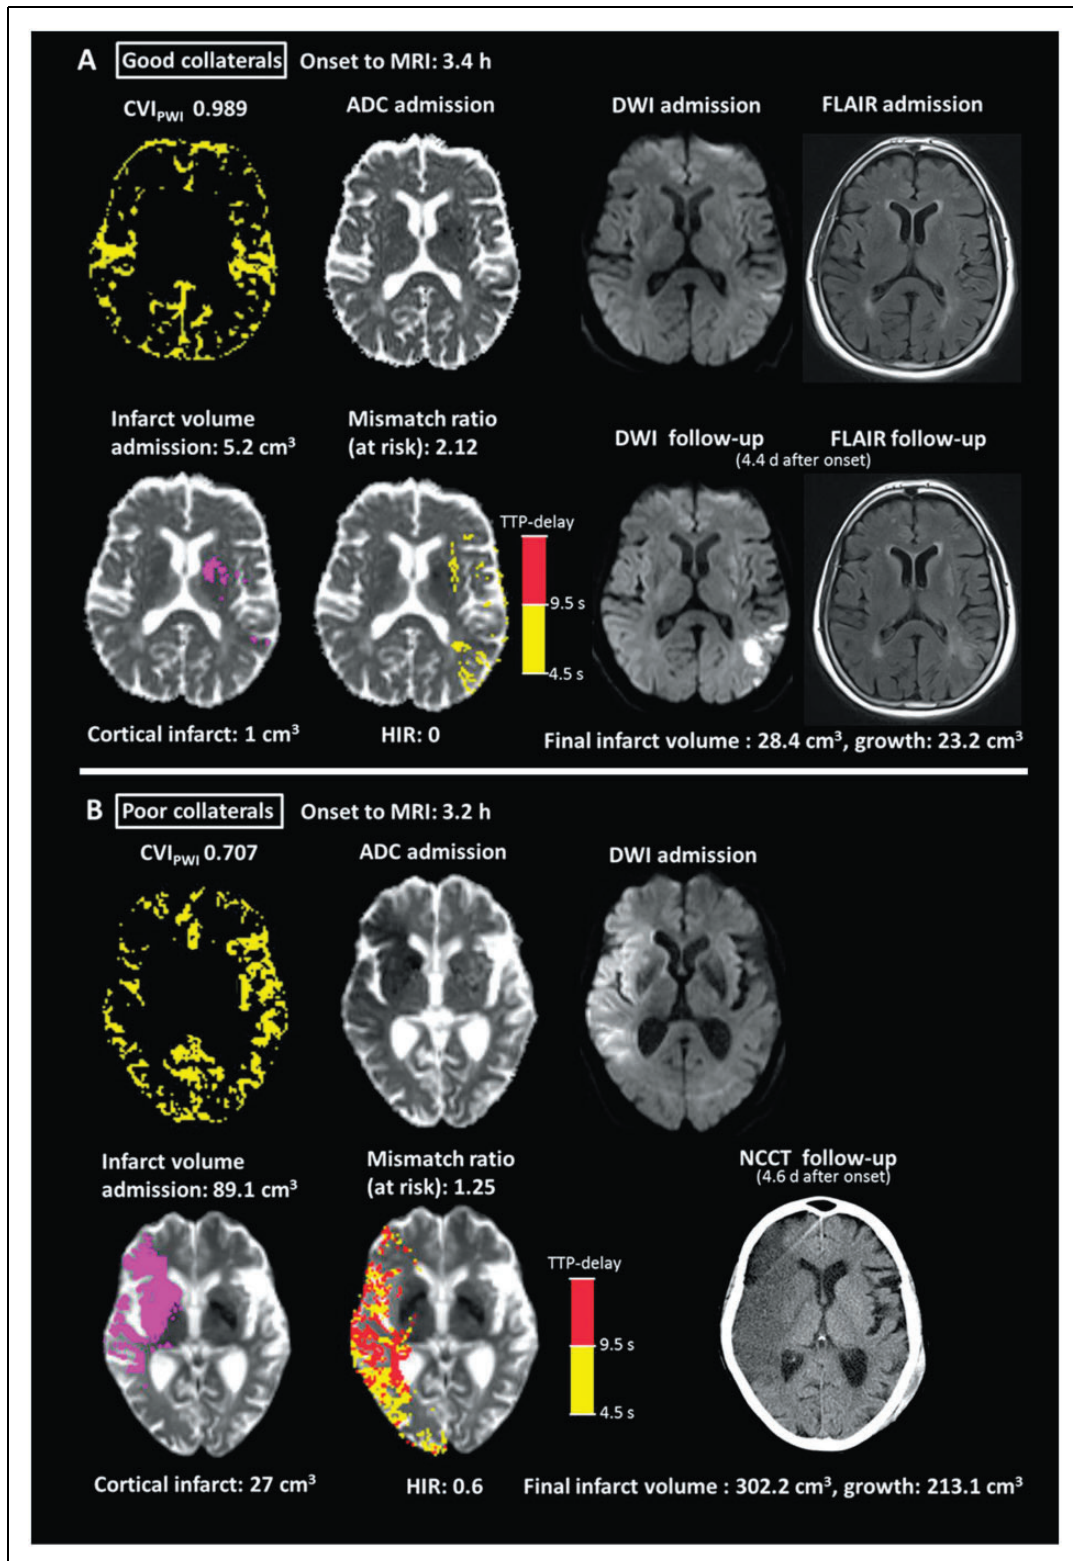 A Good collaterals Onset to MRI: 3.4 h
CVIPWI 0.989
ADC admission
DWI admission
FLAIR admission
Infarct volume
admission: 5.2 cm³
Mismatch ratio
(at risk): 2.12
DWI follow-up
FLAIR follow-up
(4.4 d after onset)
TTP-delay
9.5 s
4.5 s
Cortical infarct: 1 cm³
HIR: 0
Final infarct volume : 28.4 cm³, growth: 23.2 cm³
B Poor collaterals Onset to MRI: 3.2 h
CVIPWI 0.707
ADC admission
DWI admission
Infarct volume
admission: 89.1 cm³
Mismatch ratio
(at risk): 1.25
NCCT follow-up
(4.6 d after onset)
TTP-delay
9.5 s
4.5 s
Cortical infarct: 27 cm³
HIR: 0.6
Final infarct volume : 302.2 cm³, growth: 213.1 cm³